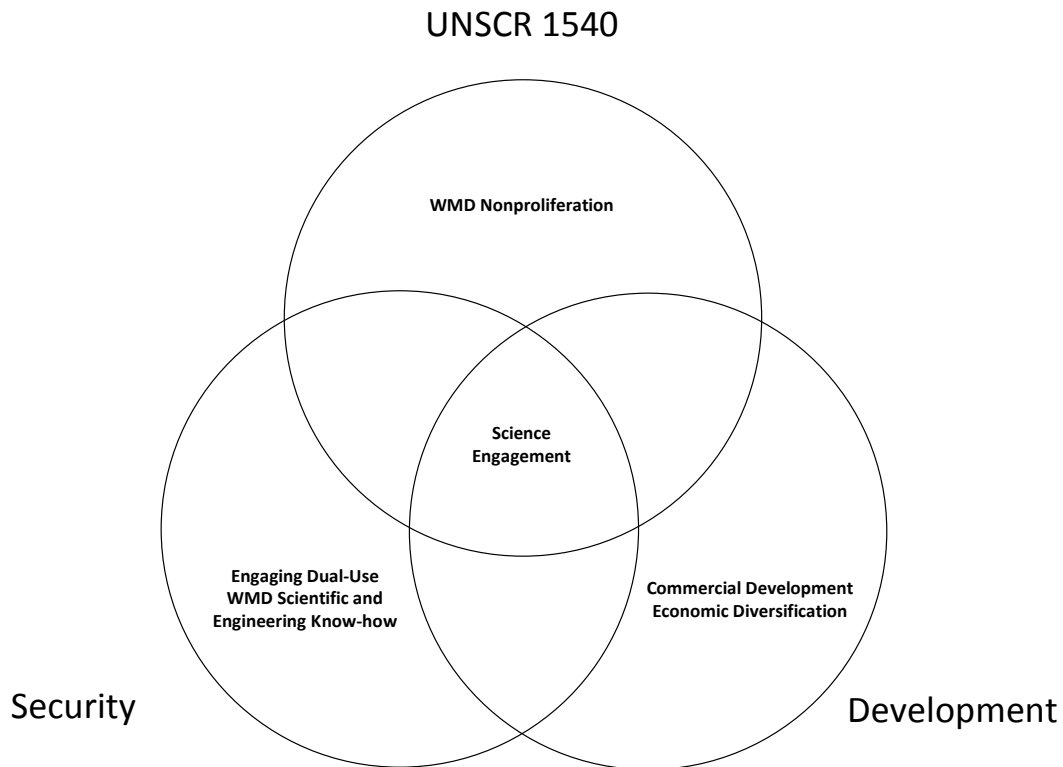 UNSCR 1540
WMD Nonproliferation
Science
Engagement
Engaging Dual-Use
WMD Scientific and
Engineering Know-how
Commercial Development
Economic Diversification
Security
Development